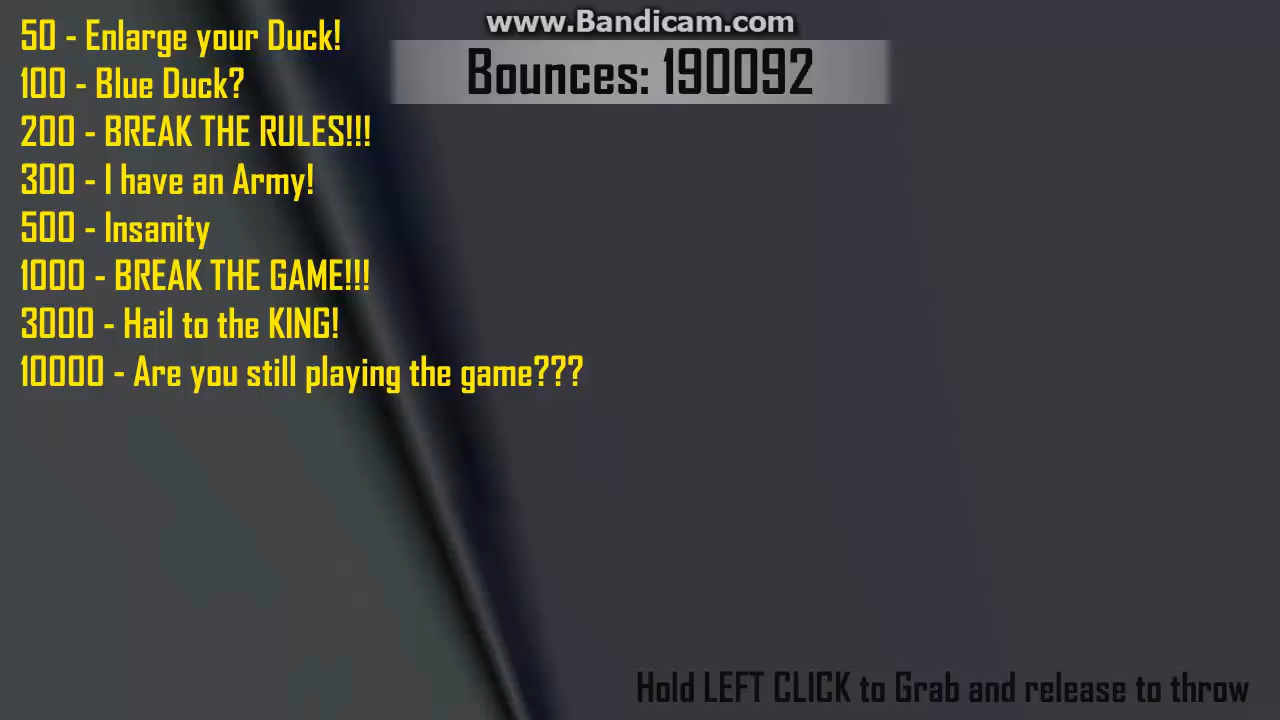 www.Bandicam.com
Bounces: 190092
50 - Enlarge your Duck!
100 - Blue Duck?
200 - BREAK THE RULES!!!
300 - I have an Army!
500 - Insanity
1000 - BREAK THE GAME!!!
3000 - Hail to the KING!
10000 - Are you still playing the game???
Hold LEFT CLICK to Grab and release to throw